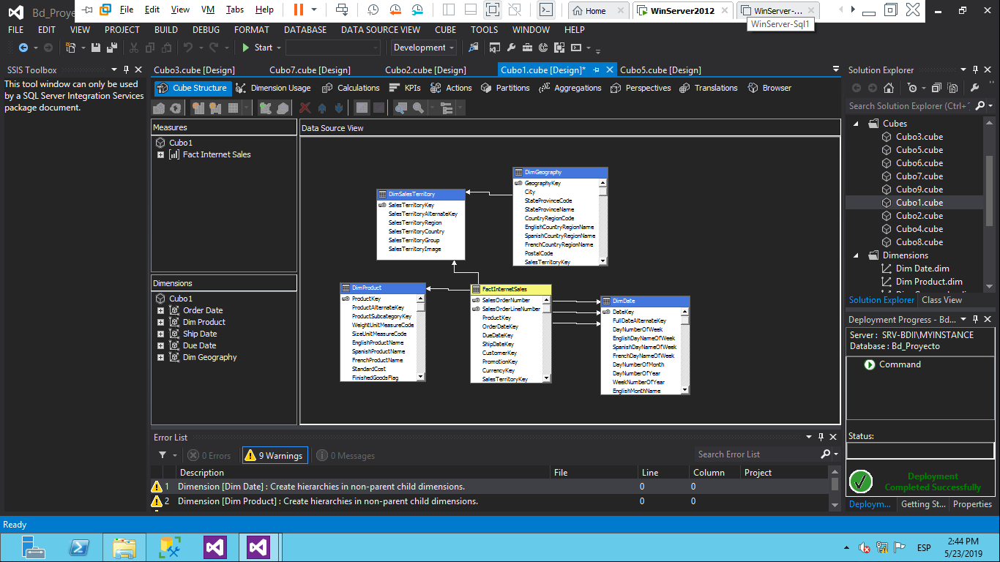 Bd_Proye
File Edit View VM Tabs Help
Home
WinServer2012
WinServer-...
WinServer-Sql1
FILE EDIT VIEW PROJECT BUILD DEBUG FORMAT DATABASE DATA SOURCE VIEW CUBE TOOLS WINDOW HELP
Start
Development
SSIS Toolbox
This tool window can only be used
by a SQL Server Integration Services
package document.
Cubo3.cube [Design] Cubo7.cube [Design] Cubo2.cube [Design] Cubo1.cube [Design]* Cubo5.cube [Design]
Cube Structure Dimension Usage Calculations KPIs Actions Partitions Aggregations Perspectives Translations Browser
Measures
Cubo1
Fact Internet Sales
Dimensions
Cubo1
Order Date
Dim Product
Ship Date
Due Date
Dim Geography
Data Source View
DimGeography
GeographyKey
City
StateProvinceCode
StateProvinceName
CountryRegionCode
EnglishCountryRegionName
SpanishCountryRegionName
FrenchCountryRegionName
PostalCode
SalesTerritoryKey
DimSalesTerritory
SalesTerritoryKey
SalesTerritoryAlternateKey
SalesTerritoryRegion
SalesTerritoryCountry
SalesTerritoryGroup
SalesTerritoryImage
DimProduct
ProductKey
ProductAlternateKey
ProductSubcategoryKey
WeightUnitMeasureCode
SizeUnitMeasureCode
EnglishProductName
SpanishProductName
FrenchProductName
StandardCost
FinishedGoodsFlag
FactInternetSales
SalesOrderNumber
SalesOrderLineNumber
ProductKey
OrderDateKey
DueDateKey
ShipDateKey
CustomerKey
PromotionKey
CurrencyKey
SalesTerritoryKey
DimDate
DateKey
FullDateAlternateKey
DayNumberOfWeek
EnglishDayNameOfWeek
SpanishDayNameOfWeek
FrenchDayNameOfWeek
DayNumberOfMonth
DayNumberOfYear
WeekNumberOfYear
EnglishMonthName
Solution Explorer
Search Solution Explorer (Ctrl+
Cubes
Cubo3.cube
Cubo5.cube
Cubo6.cube
Cubo7.cube
Cubo9.cube
Cubo1.cube
Cubo2.cube
Cubo4.cube
Cubo8.cube
Dimensions
Dim Date.dim
Dim Product.dim
Solution Explorer Class View
Deployment Progress - Bd...
Server : SRV-BDII\MYINSTANCE
Database : Bd_Proyecto
Command
Status:
Deployment
Completed Successfully
Deploym... Getting St... Properties
Error List
0 Errors 9 Warnings 0 Messages
Search Error List
Description File Line Column Project
1 Dimension [Dim Date] : Create hierarchies in non-parent child dimensions. 0 0
2 Dimension [Dim Product] : Create hierarchies in non-parent child dimensions. 0 0
Ready
ESP
2:44 PM
5/23/2019